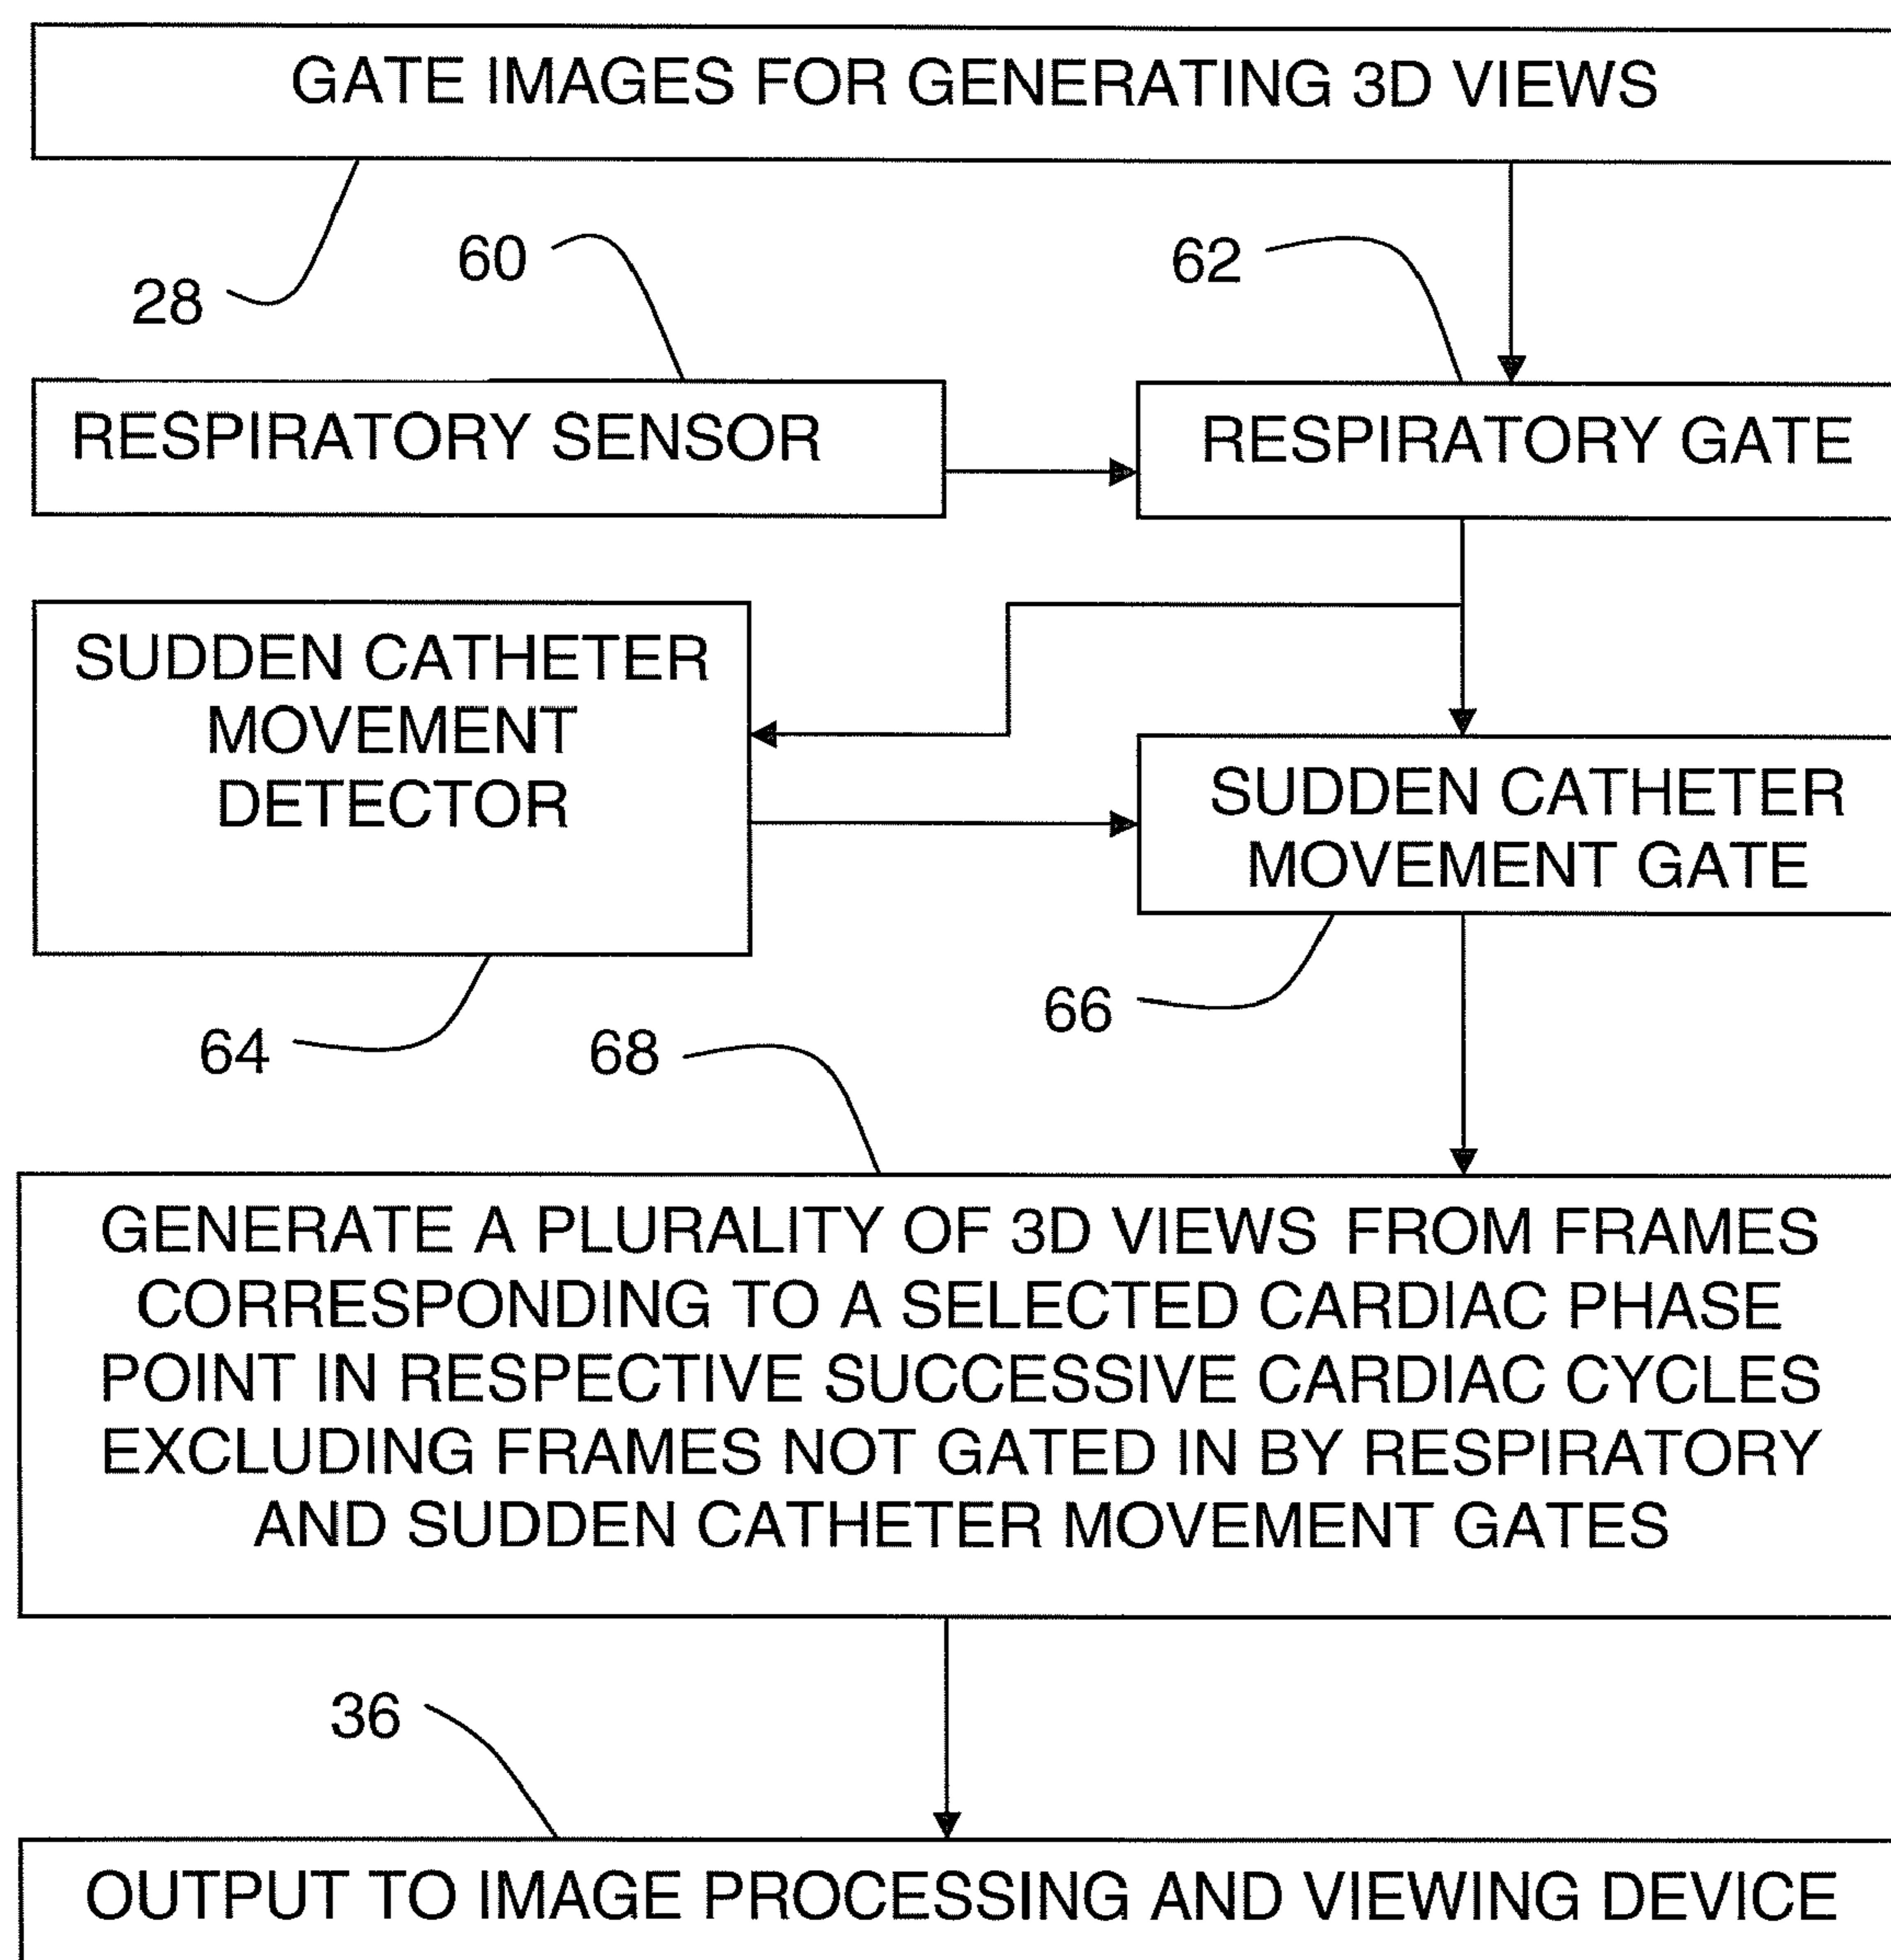 GATE IMAGES FOR GENERATING 3D VIEWS
28
60
62
RESPIRATORY SENSOR
RESPIRATORY GATE
SUDDEN CATHETER
MOVEMENT
DETECTOR
SUDDEN CATHETER
MOVEMENT GATE
64
68
66
GENERATE A PLURALITY OF 3D VIEWS FROM FRAMES
CORRESPONDING TO A SELECTED CARDIAC PHASE
POINT IN RESPECTIVE SUCCESSIVE CARDIAC CYCLES
EXCLUDING FRAMES NOT GATED IN BY RESPIRATORY
AND SUDDEN CATHETER MOVEMENT GATES
36
OUTPUT TO IMAGE PROCESSING AND VIEWING DEVICE